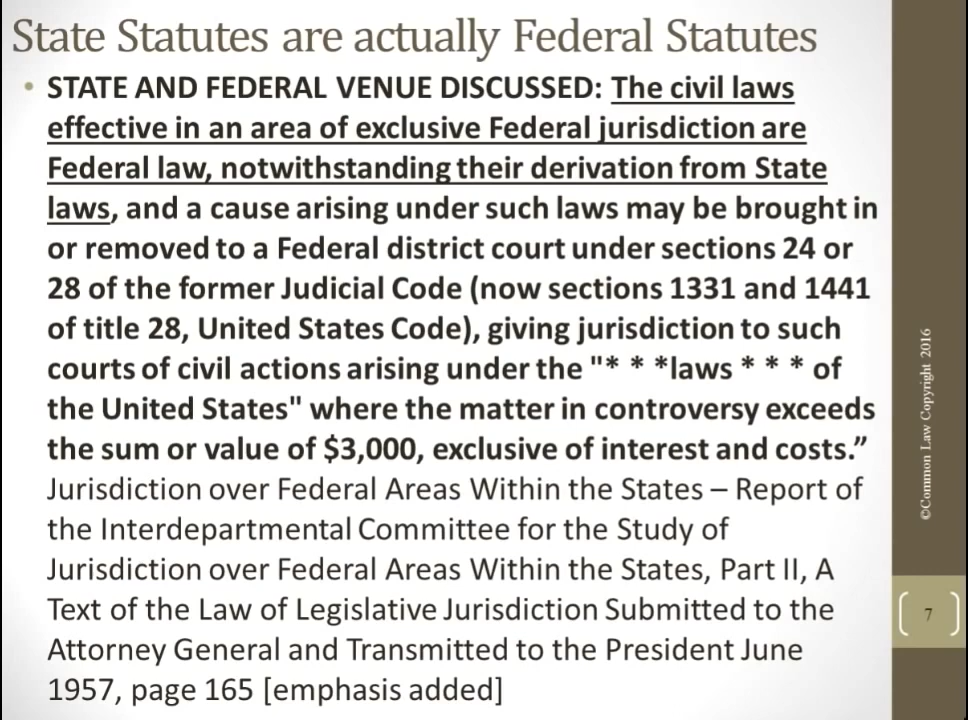 State Statutes are actually Federal Statutes
• STATE AND FEDERAL VENUE DISCUSSED: The civil laws
effective in an area of exclusive Federal jurisdiction are
Federal law, notwithstanding their derivation from State
laws, and a cause arising under such laws may be brought in
or removed to a Federal district court under sections 24 or
28 of the former Judicial Code (now sections 1331 and 1441
of title 28, United States Code), giving jurisdiction to such
courts of civil actions arising under the "* * *laws * * * of
the United States" where the matter in controversy exceeds
the sum or value of $3,000, exclusive of interest and costs.”
Jurisdiction over Federal Areas Within the States – Report of
the Interdepartmental Committee for the Study of
Jurisdiction over Federal Areas Within the States, Part II, A
Text of the Law of Legislative Jurisdiction Submitted to the
Attorney General and Transmitted to the President June
1957, page 165 [emphasis added]
©Common Law Copyright 2016
7